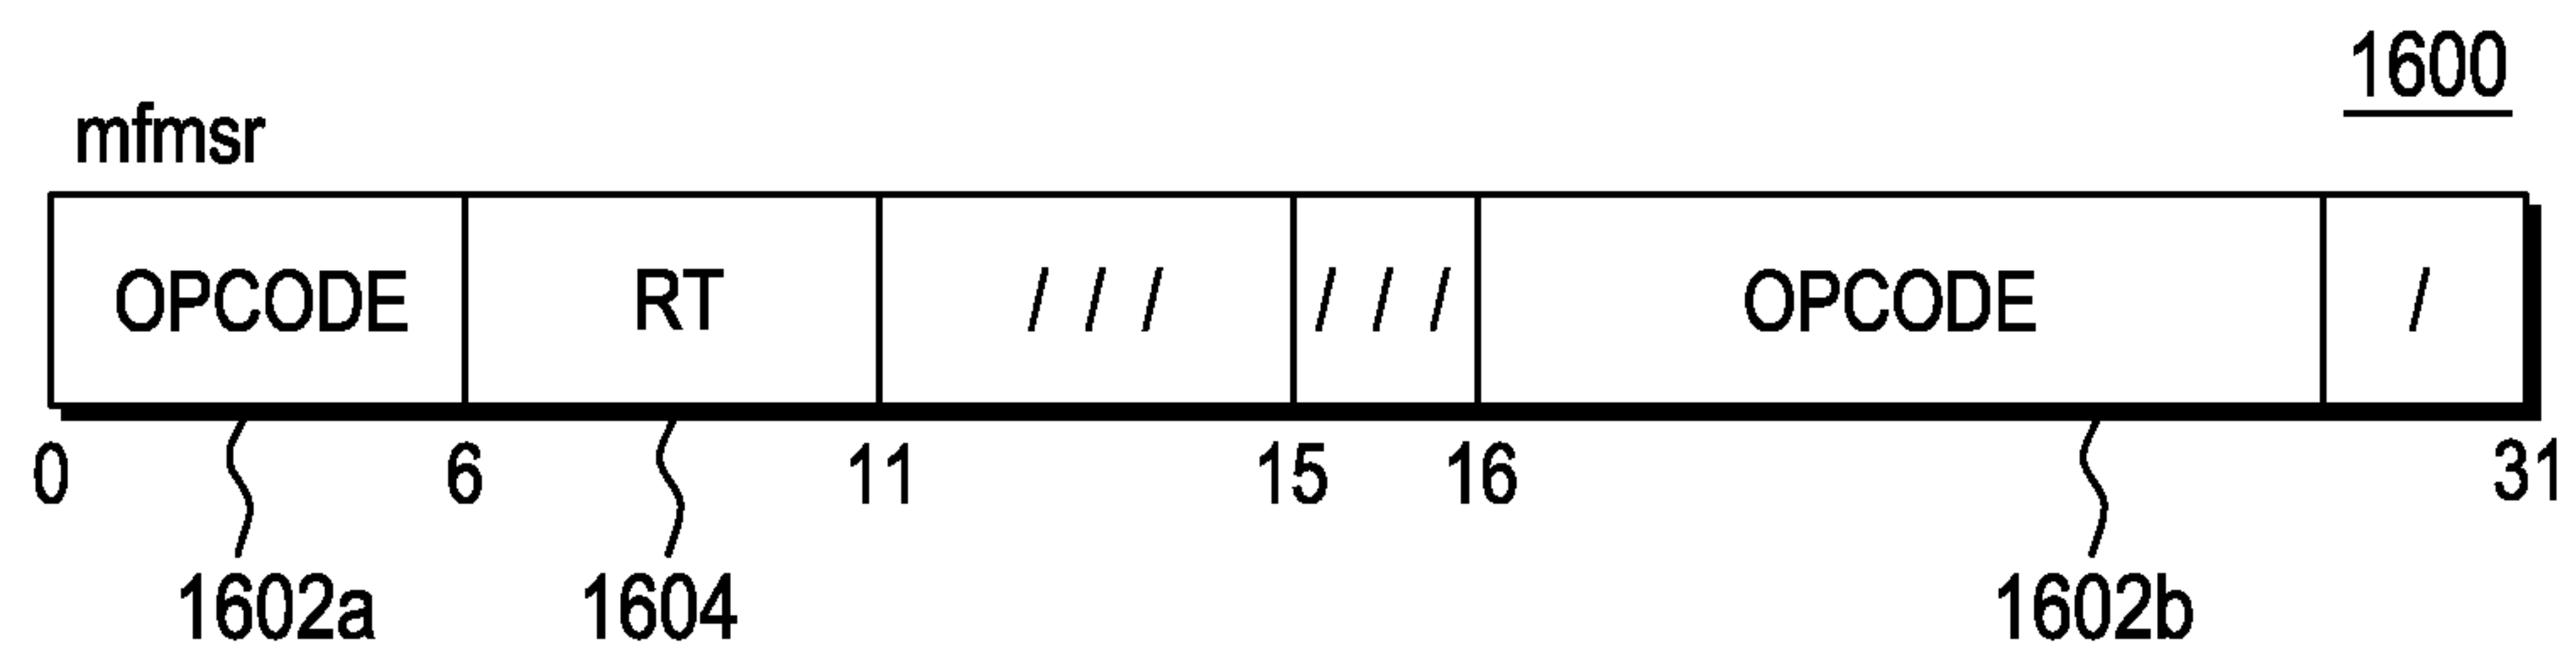 1600
mfmsr
OPCODE RT / / / / / / OPCODE /
0 6 11 15 16 31
1602a 1604 1602b